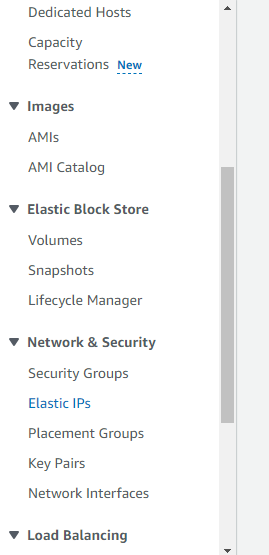 Dedicated Hosts
Capacity
Reservations New
Images
AMIs
AMI Catalog
Elastic Block Store
Volumes
Snapshots
Lifecycle Manager
Network & Security
Security Groups
Elastic IPs
Placement Groups
Key Pairs
Network Interfaces
Load Balancing